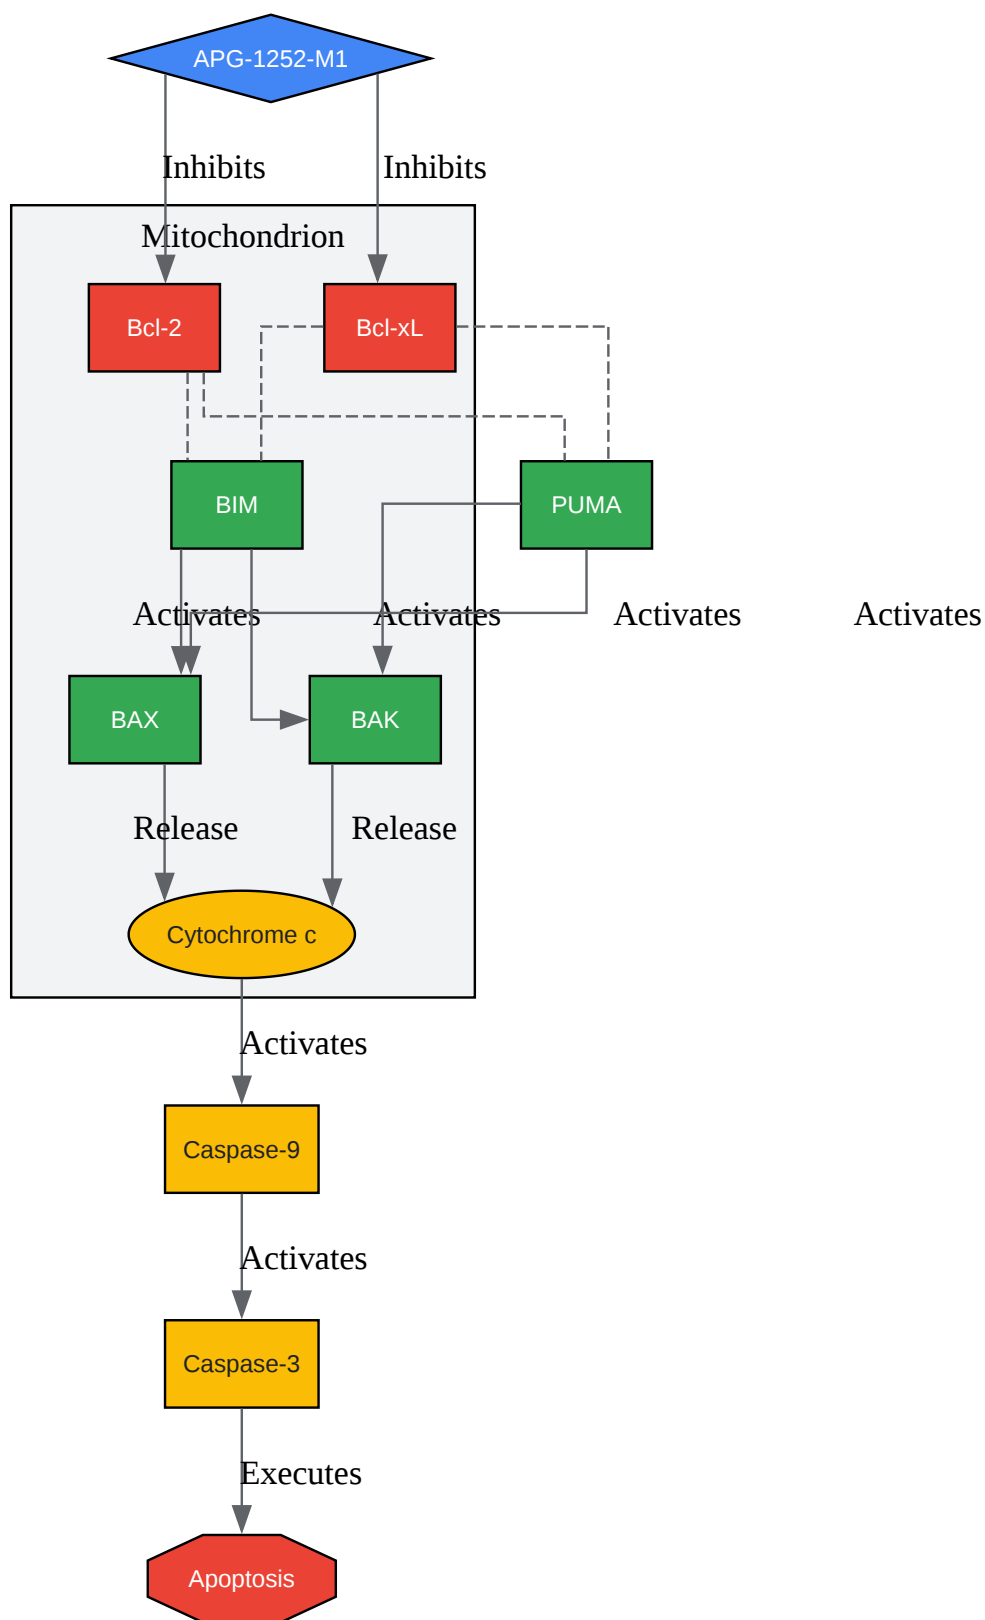 APG-1252-M1
Inhibits
Inhibits
Mitochondrion
Bcl-2
Bcl-xL
BIM
PUMA
Activates
Activates
Activates
Activates
BAX
BAK
Release
Release
Cytochrome c
Activates
Caspase-9
Activates
Caspase-3
Executes
Apoptosis